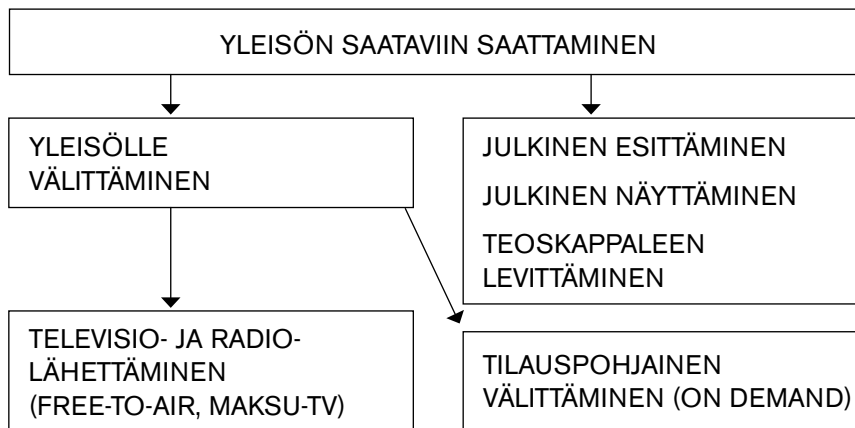 YLEISÖN SAATAVIIN SAATTAMINEN
YLEISÖLLE
VÄLITTÄMINEN
JULKINEN ESITTÄMINEN
JULKINEN NÄYTTÄMINEN
TEOSKAPPALEEN
LEVITTÄMINEN
TELEVISIO- JA RADIO-
LÄHETTÄMINEN
(FREE-TO-AIR, MAKSU-TV)
TILAUSPOHJAINEN
VÄLITTÄMINEN (ON DEMAND)